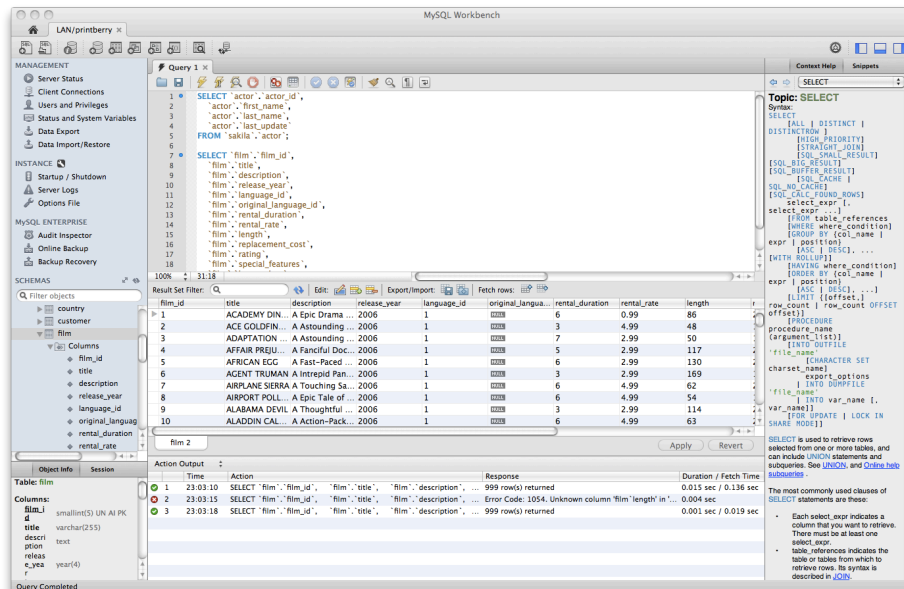 MySQL Workbench
LAN/printberry
MANAGEMENT
Server Status
Client Connections
Users and Privileges
Status and System Variables
Data Export
Data Import/Restore
INSTANCE
Startup / Shutdown
Server Logs
Options File
MySQL ENTERPRISE
Audit Inspector
Online Backup
Backup Recovery
SCHEMAS
Filter objects
country
customer
film
Columns
film_id
title
description
release_year
language_id
original_languag
rental_duration
rental_rate
Object Info Session
Table: film
Columns:
film_i
d
smallint(5) UN AI PK
title varchar(255)
descri
ption
text
releas
e_yea
r
year(4)
Query Completed
Query 1
1 SELECT `actor`.`actor_id`,
2 `actor`.`first_name`,
3 `actor`.`last_name`,
4 `actor`.`last_update`
5 FROM `sakila`.`actor`;
6
7 SELECT `film`.`film_id`,
8 `film`.`title`,
9 `film`.`description`,
10 `film`.`release_year`,
11 `film`.`language_id`,
12 `film`.`original_language_id`,
13 `film`.`rental_duration`,
14 `film`.`rental_rate`,
15 `film`.`length`,
16 `film`.`replacement_cost`,
17 `film`.`rating`,
18 `film`.`special_features`,
100% 31:18
Result Set Filter: Edit: Export/Import: Fetch rows:
film_id title description release_year language_id original_langua... rental_duration rental_rate length
1 ACADEMY DIN... A Epic Drama ... 2006 1 NULL 6 0.99 86
2 ACE GOLDFIN... A Astounding ... 2006 1 NULL 3 4.99 48
3 ADAPTATION ... A Astounding ... 2006 1 NULL 7 2.99 50
4 AFFAIR PREJU... A Fanciful Doc... 2006 1 NULL 5 2.99 117
5 AFRICAN EGG A Fast-Paced ... 2006 1 NULL 6 2.99 130
6 AGENT TRUMAN A Intrepid Pan... 2006 1 NULL 3 2.99 169
7 AIRPLANE SIERRA A Touching Sa... 2006 1 NULL 6 4.99 62
8 AIRPORT POLL... A Epic Tale of ... 2006 1 NULL 6 4.99 54
9 ALABAMA DEVIL A Thoughtful ... 2006 1 NULL 3 2.99 114
10 ALADDIN CAL... A Action-Pack... 2006 1 NULL 6 4.99 63
film 2 Apply Revert
Action Output
Time Action Response Duration / Fetch Time
1 23:03:10 SELECT `film`.`film_id`, `film`.`title`, `film`.`description`, ... 999 row(s) returned 0.015 sec / 0.136 sec
2 23:03:15 SELECT `film`.`film_id`, `film`.`title`, `film`.`description`, ... Error Code: 1054. Unknown column 'film`length' in '... 0.004 sec
3 23:03:18 SELECT `film`.`film_id`, `film`.`title`, `film`.`description`, ... 999 row(s) returned 0.001 sec / 0.019 sec
Context Help Snippets
SELECT
Topic: SELECT
Syntax:
SELECT
[ALL | DISTINCT |
DISTINCTROW ]
[HIGH_PRIORITY]
[STRAIGHT_JOIN]
[SQL_SMALL_RESULT]
[SQL_BIG_RESULT]
[SQL_BUFFER_RESULT]
[SQL_CACHE |
SQL_NO_CACHE]
[SQL_CALC_FOUND_ROWS]
select_expr [,
select_expr ...]
[FROM table_references
[WHERE where_condition]
[GROUP BY {col_name |
expr | position}
[ASC | DESC], ...
[WITH ROLLUP]]
[HAVING where_condition]
[ORDER BY {col_name |
expr | position}
[ASC | DESC], ...]
[LIMIT {[offset,]
row_count | row_count OFFSET
offset}]
[PROCEDURE
procedure_name
(argument_list)]
[INTO OUTFILE
'file_name'
[CHARACTER SET
charset_name]
export_options
| INTO DUMPFILE
'file_name'
| INTO var_name [,
var_name]]
[FOR UPDATE | LOCK IN
SHARE MODE]]
SELECT is used to retrieve rows
selected from one or more tables, and
can include UNION statements and
subqueries. See UNION, and Online help
subqueries .
The most commonly used clauses of
SELECT statements are these:
• Each select_expr indicates a
column that you want to retrieve.
There must be at least one
select_expr.
• table_references indicates the
table or tables from which to
retrieve rows. Its syntax is
described in JOIN.